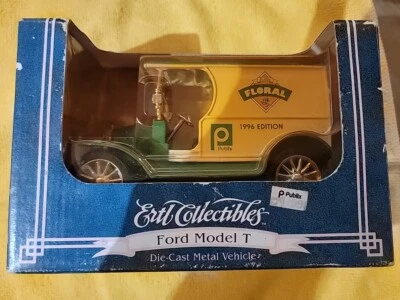 FLORAL
1996 EDITION
P
Publix
P Publix
Ertl Collectibles
Ford Model T
Die-Cast Metal Vehicle